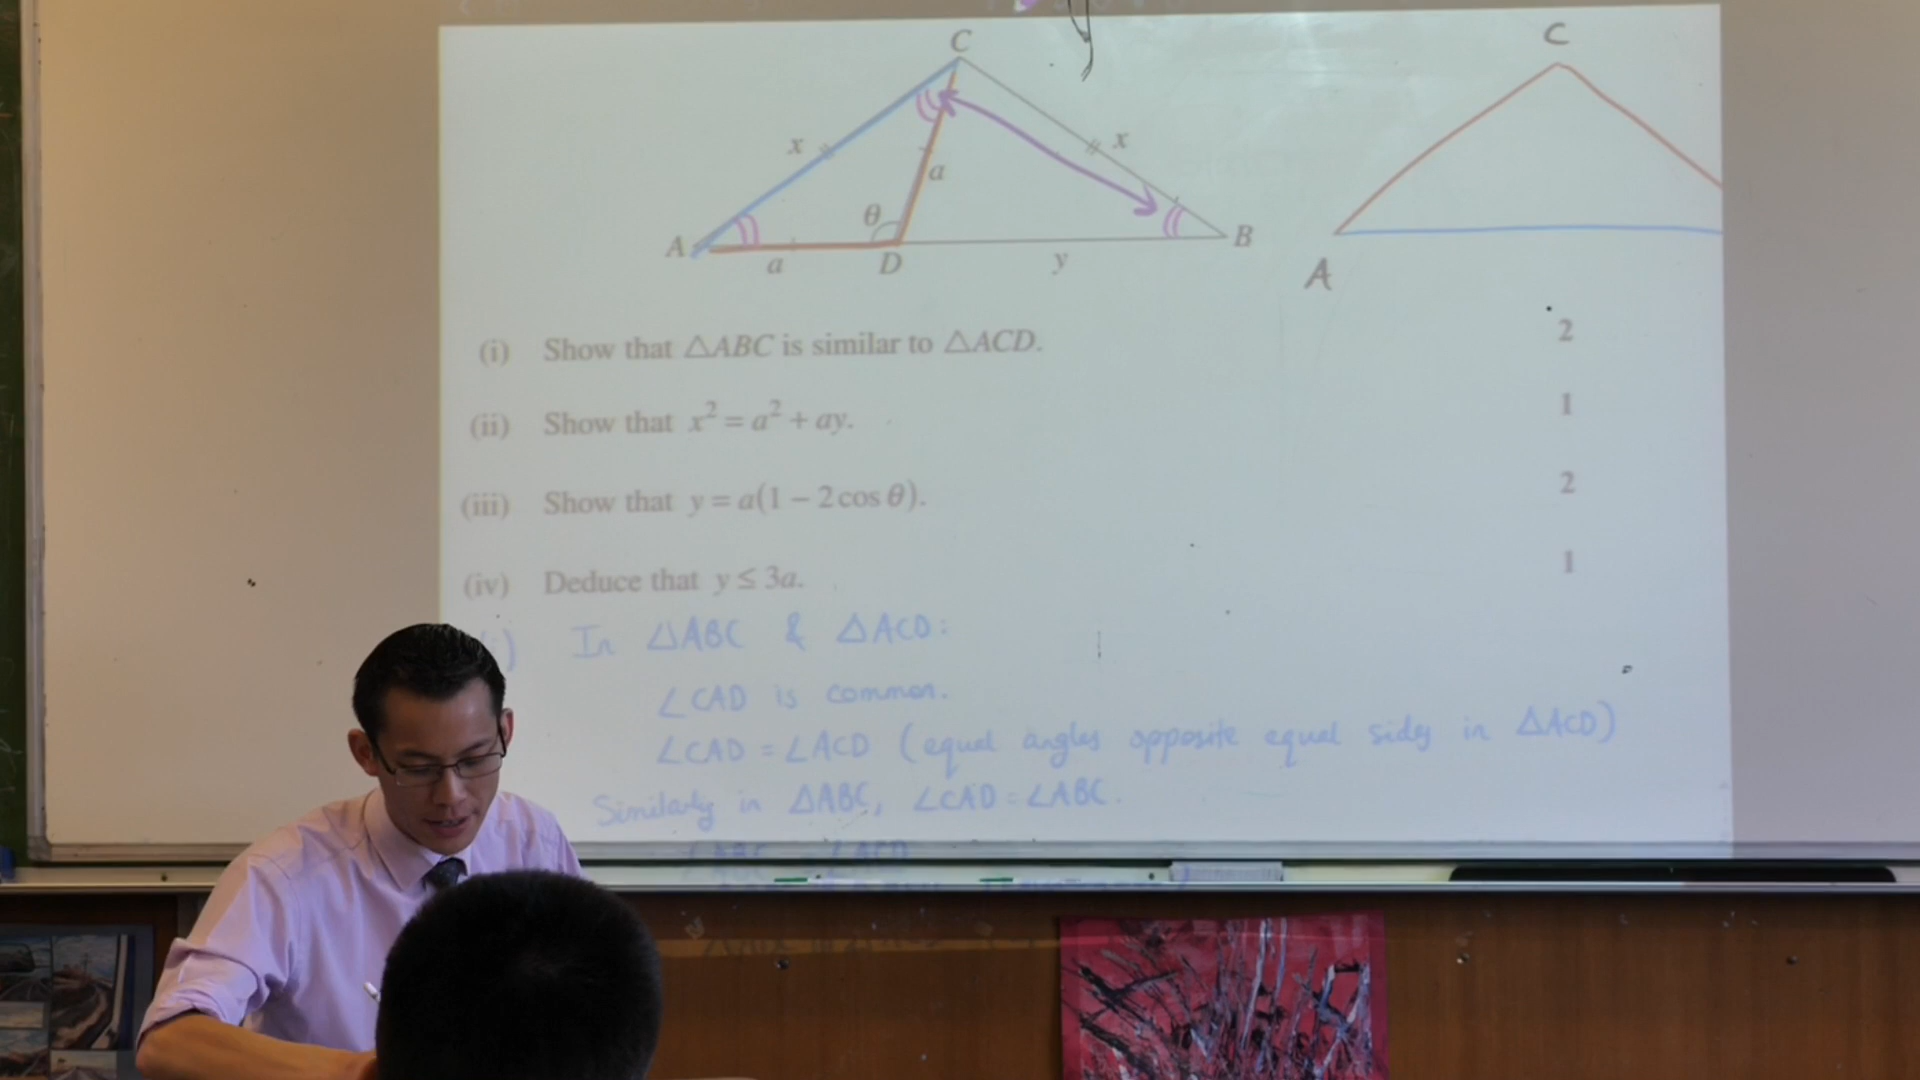 C
C
x
x
a
θ
A
a
D
y
B
A
(i) Show that △ABC is similar to △ACD. 2
(ii) Show that x² = a² + ay. 1
(iii) Show that y = a(1 − 2 cos θ). 2
(iv) Deduce that y ≤ 3a. 1
In △ABC & △ACD:
∠CAD is common.
∠CAD = ∠ACD (equal angles opposite equal sides in △ACD)
Similarly in △ABC, ∠CAD = ∠ABC.
∠ABC = ∠ACD